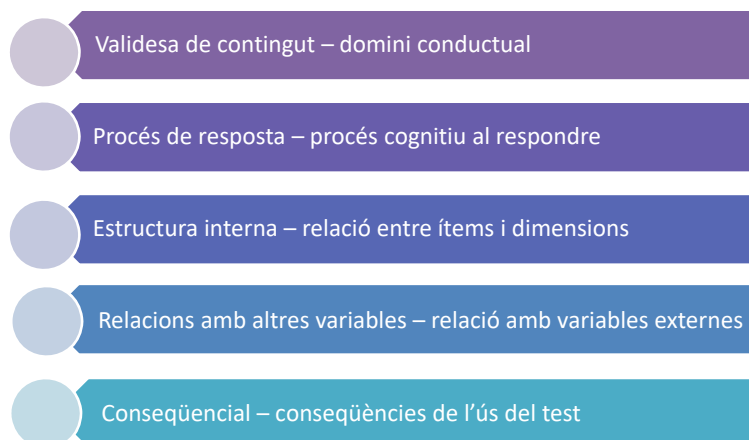 Validesa de contingut – domini conductual
Procés de resposta – procés cognitiu al respondre
Estructura interna – relació entre ítems i dimensions
Relacions amb altres variables – relació amb variables externes
Conseqüencial – conseqüències de l'ús del test